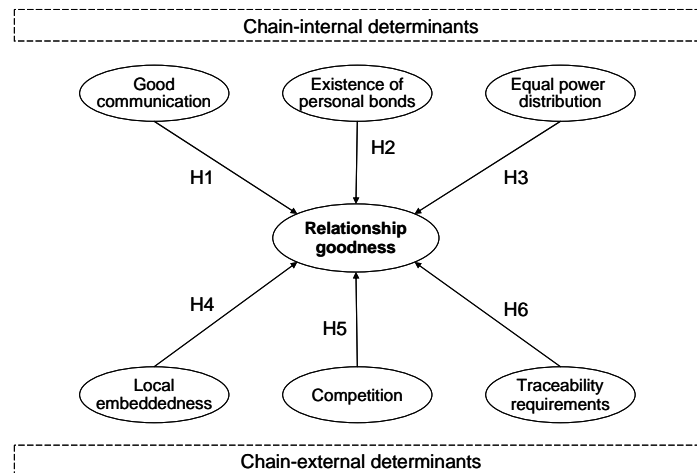 Chain-internal determinants
Good
communication
Existence of
personal bonds
Equal power
distribution
H1
H2
H3
Relationship
goodness
H4
H5
H6
Local
embeddedness
Competition
Traceability
requirements
Chain-external determinants